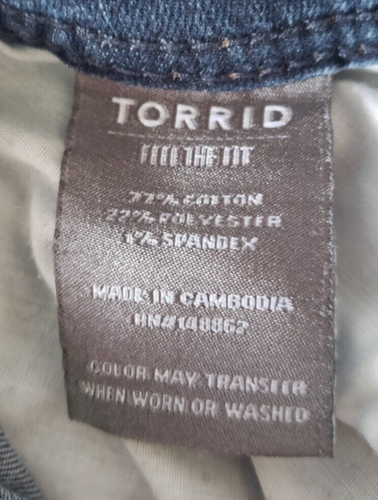 TORRID
FEEL THE FIT
77% COTTON
22% POLYESTER
1% SPANDEX
MADE IN CAMBODIA
RN#148862
COLOR MAY TRANSFER
WHEN WORN OR WASHED